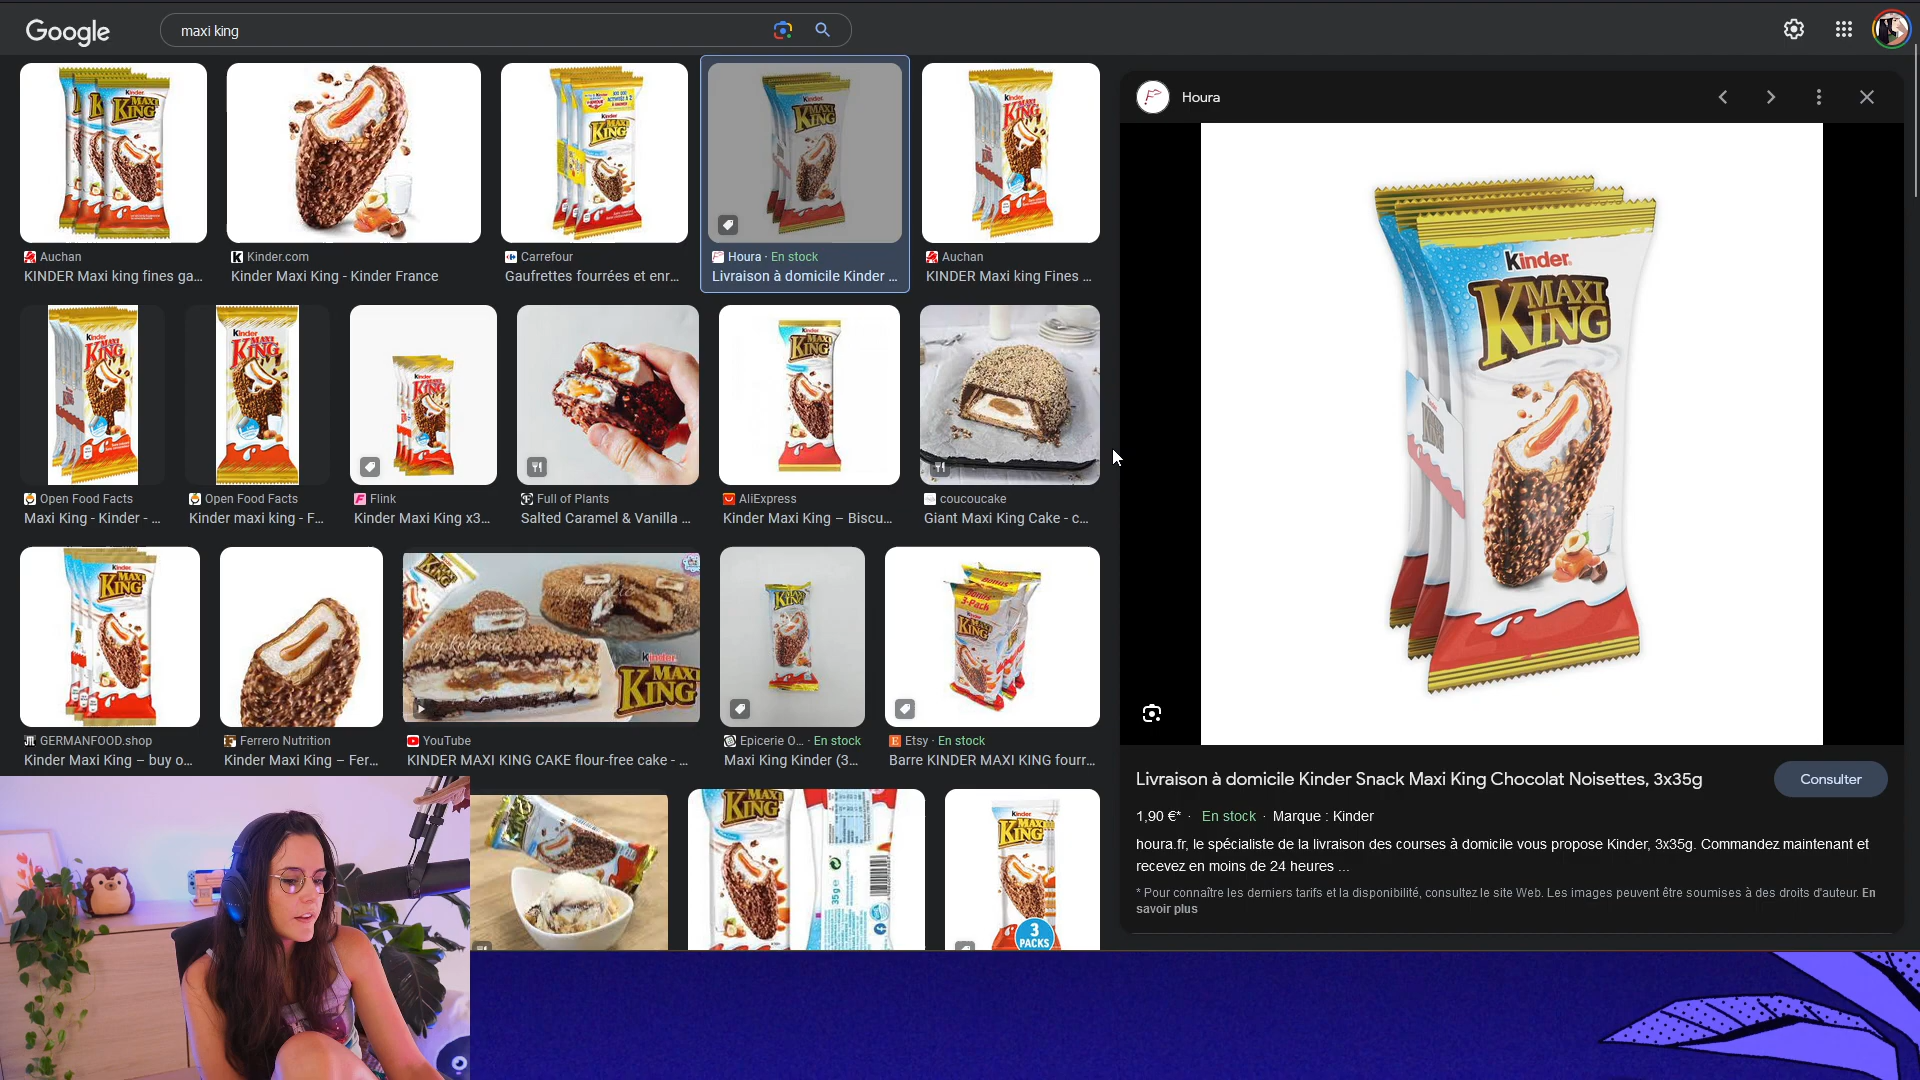 Google
maxi king
Auchan
KINDER Maxi king fines ga...
Kinder.com
Kinder Maxi King - Kinder France
Carrefour
Gaufrettes fourrées et enr...
Houra · En stock
Livraison à domicile Kinder ...
Auchan
KINDER Maxi king Fines ...
Open Food Facts
Maxi King - Kinder - ...
Open Food Facts
Kinder maxi king - F...
Flink
Kinder Maxi King x3...
Full of Plants
Salted Caramel & Vanilla ...
AliExpress
Kinder Maxi King – Biscu...
coucoucake
Giant Maxi King Cake - c...
GERMANFOOD.shop
Kinder Maxi King – buy o...
Ferrero Nutrition
Kinder Maxi King – Fer...
Kinder
MAXI
KING
YouTube
KINDER MAXI KING CAKE flour-free cake - ...
Epicerie O... · En stock
Maxi King Kinder (3...
Bonus
3-Pack
Etsy · En stock
Barre KINDER MAXI KING fourr...
35g e
3
PACKS
Houra
Kinder
MAXI
KING
Livraison à domicile Kinder Snack Maxi King Chocolat Noisettes, 3x35g
Consulter
1,90 €* · En stock · Marque : Kinder
houra.fr, le spécialiste de la livraison des courses à domicile vous propose Kinder, 3x35g. Commandez maintenant et
recevez en moins de 24 heures ...
* Pour connaître les derniers tarifs et la disponibilité, consultez le site Web. Les images peuvent être soumises à des droits d'auteur. En
savoir plus